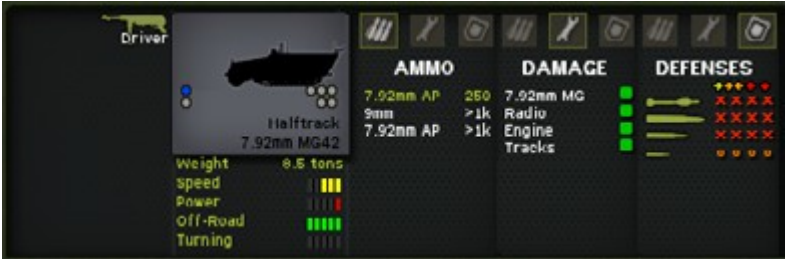 Driver
Halftrack
7.92mm MG42
Weight 8.5 tons
Speed
Power
Off-Road
Turning
AMMO
7.92mm AP 250
9mm >1k
7.92mm AP >1k
DAMAGE
7.92mm MG
Radio
Engine
Tracks
DEFENSES